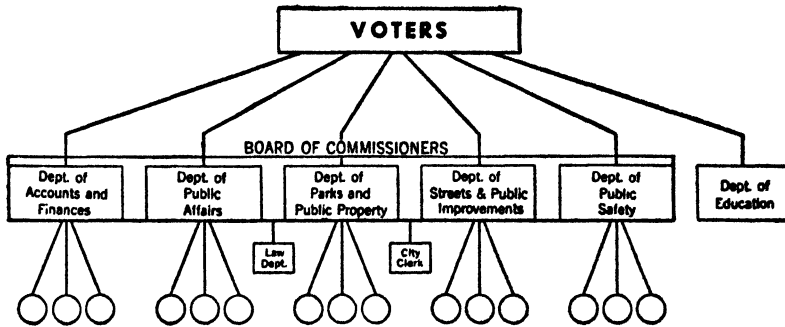 VOTERS
BOARD OF COMMISSIONERS
Dept. of
Accounts and
Finances
Dept. of
Public
Affairs
Dept. of
Parks and
Public Property
Dept. of
Streets & Public
Improvements
Dept. of
Public
Safety
Dept. of
Education
Law
Dept.
City
Clerk